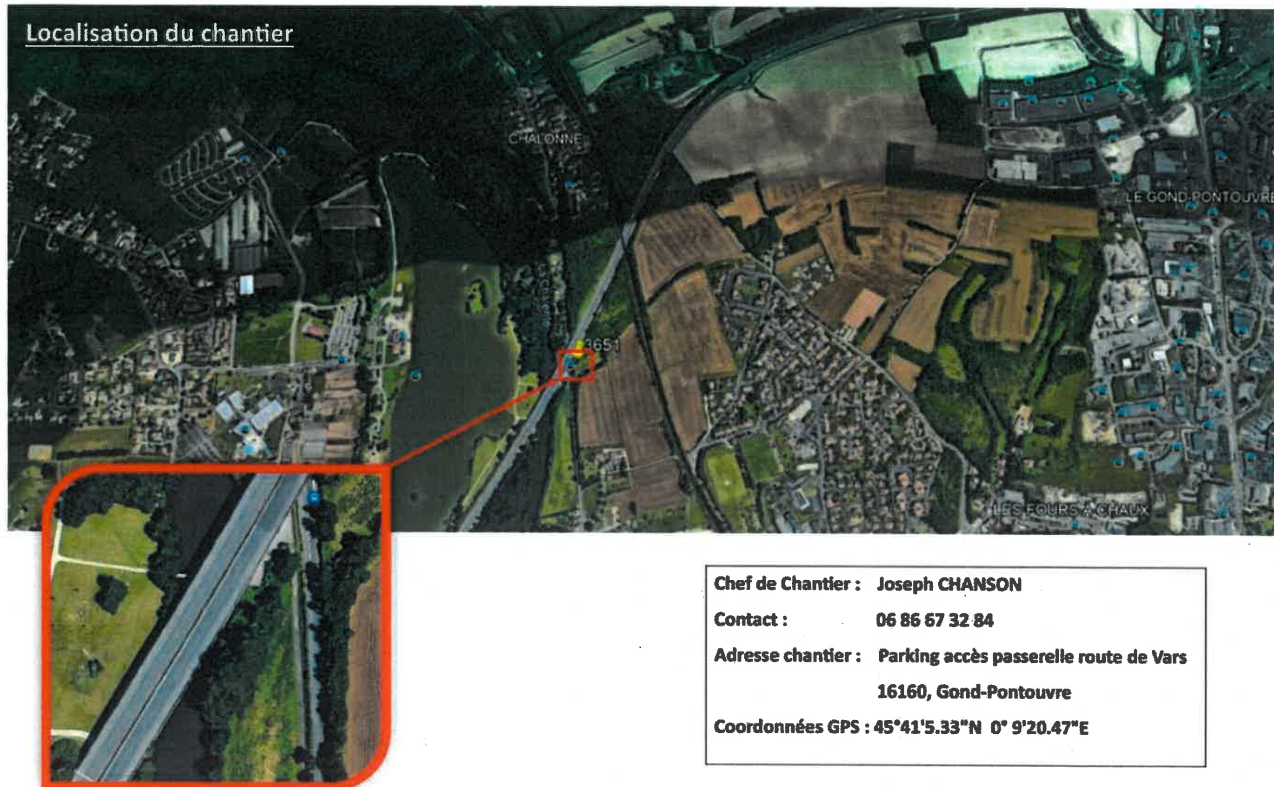 Localisation du chantier
CHALONNE
LE GOND-PONTOUVRE
3651
LES FOURS À CHAUX
Chef de Chantier : Joseph CHANSON
Contact : 06 86 67 32 84
Adresse chantier : Parking accès passerelle route de Vars
16160, Gond-Pontouvre
Coordonnées GPS : 45°41'5.33"N 0° 9'20.47"E